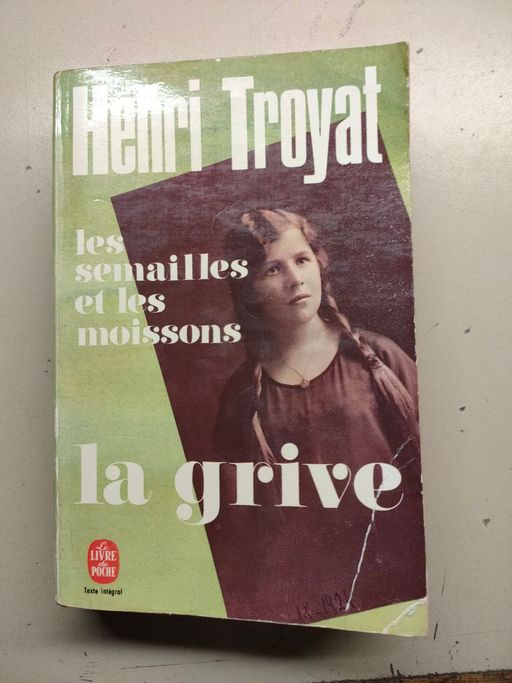 Henri Troyat
les
semailles
et les
moissons
la grive
Le
LIVRE
de
POCHE
Texte intégral